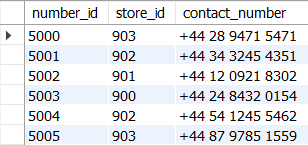 number_id store_id contact_number
5000 903 +44 28 9471 5471
5001 902 +44 34 3245 4351
5002 901 +44 12 0921 8302
5003 900 +44 24 8432 0154
5004 902 +44 54 1245 5462
5005 903 +44 87 9785 1559